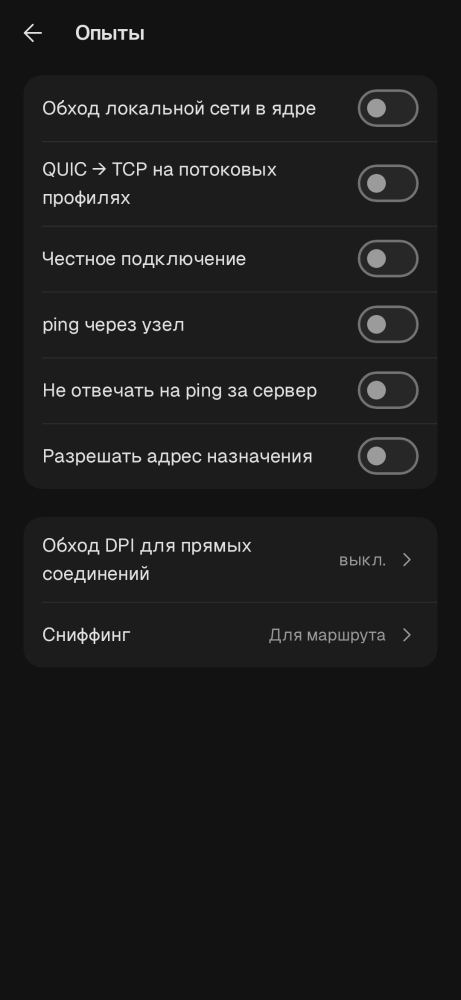 Опыты
Обход локальной сети в ядре
QUIC → TCP на потоковых
профилях
Честное подключение
ping через узел
Не отвечать на ping за сервер
Разрешать адрес назначения
Обход DPI для прямых
соединений
выкл.
Сниффинг
Для маршрута